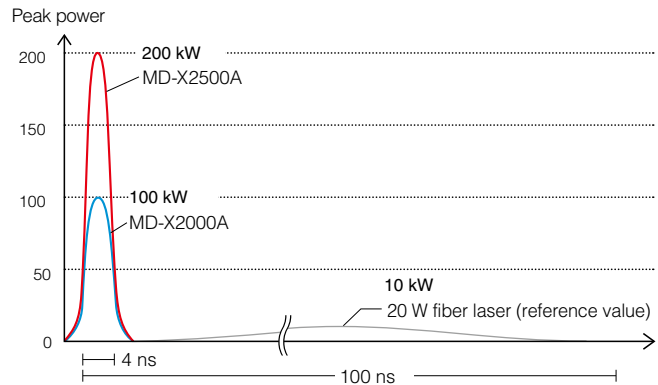 Peak power
200 kW
200
MD-X2500A
150
100 kW
100
MD-X2000A
50
10 kW
20 W fiber laser (reference value)
0
4 ns
100 ns